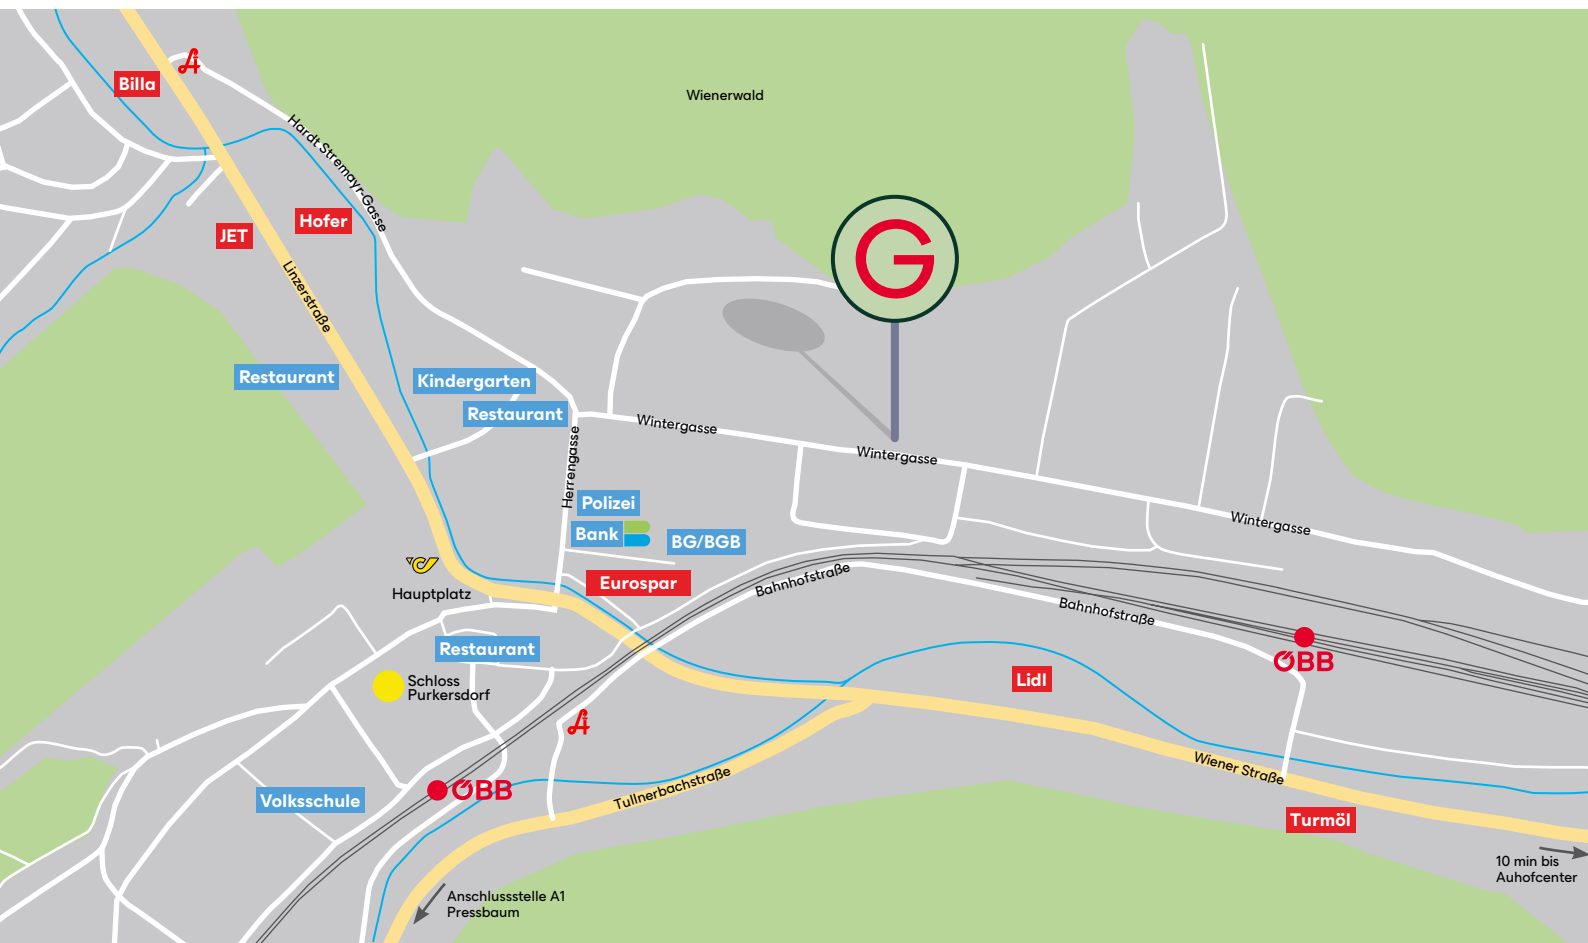 Billa
Wienerwald
Hardt Stremayr-Gasse
JET
Hofer
G
Linzerstraße
Restaurant
Kindergarten
Restaurant
Wintergasse
Wintergasse
Herrengasse
Polizei
Bank
BG/BGB
Wintergasse
Hauptplatz
Eurospar
Bahnhofstraße
Bahnhofstraße
Restaurant
ÖBB
Schloss
Purkersdorf
Lidl
Volksschule
ÖBB
Tullnerbachstraße
Wiener Straße
Turmöl
10 min bis
Auhofcenter
Anschlussstelle A1
Pressbaum